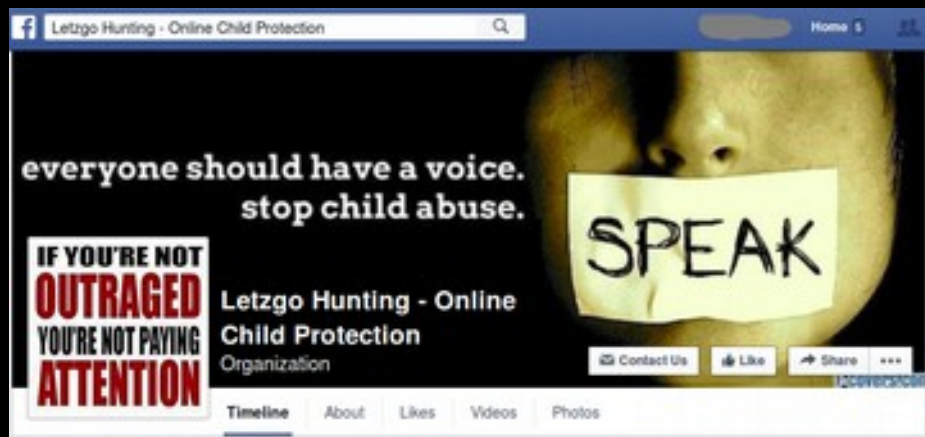 f Letzgo Hunting - Online Child Protection
Home 5
everyone should have a voice.
stop child abuse.
SPEAK
IF YOU'RE NOT
OUTRAGED
YOU'RE NOT PAYING
ATTENTION
Letzgo Hunting - Online
Child Protection
Organization
Contact Us Like Share •••
Timeline About Likes Videos Photos